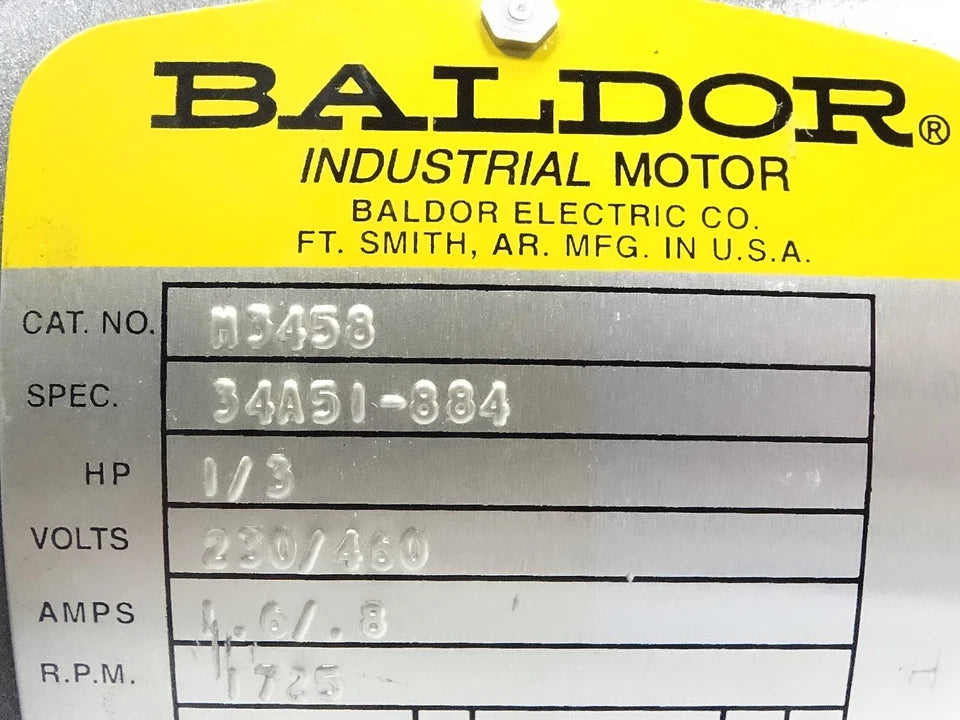 BALDOR®
INDUSTRIAL MOTOR
BALDOR ELECTRIC CO.
FT. SMITH, AR. MFG. IN U.S.A.
CAT. NO. M3458
SPEC. 34A51-884
HP 1/3
VOLTS 230/460
AMPS 1.6/.8
R.P.M. 1725